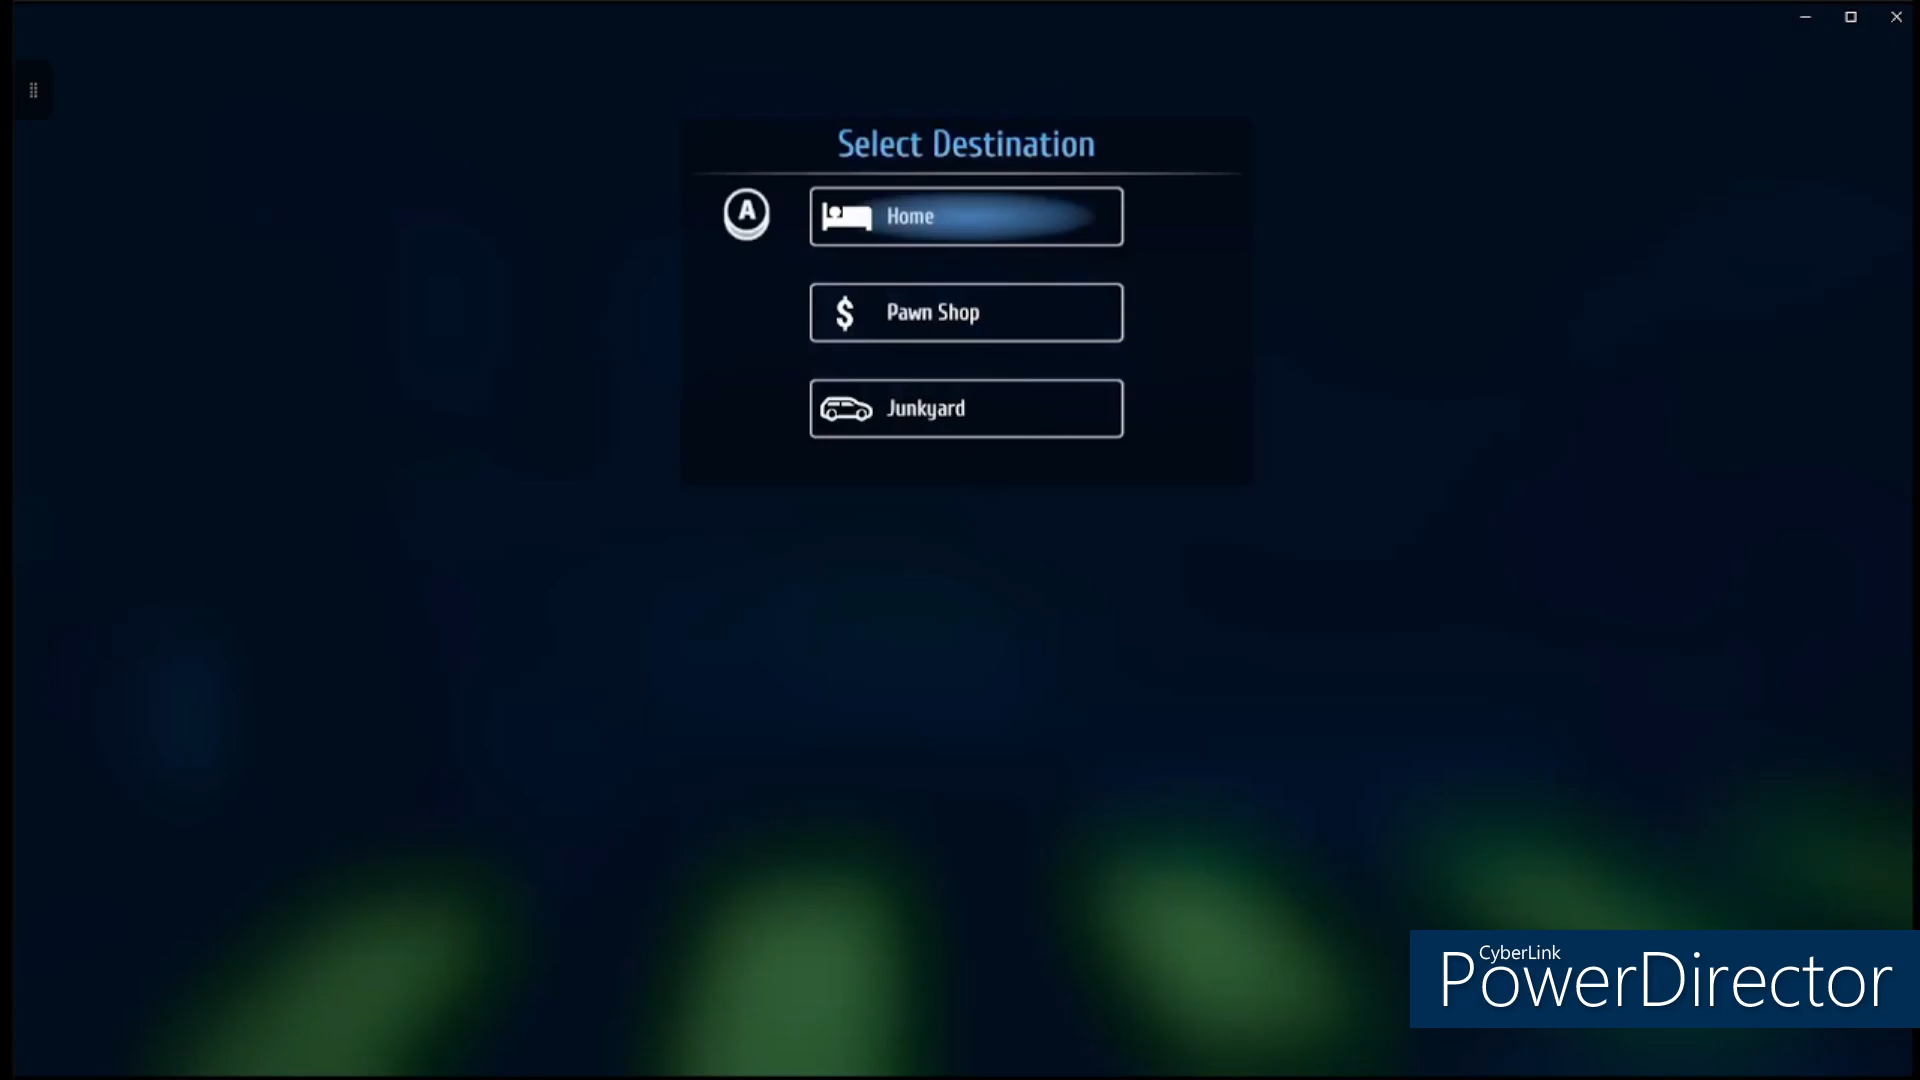 Select Destination
A
Home
$ Pawn Shop
Junkyard
CyberLink
PowerDirector